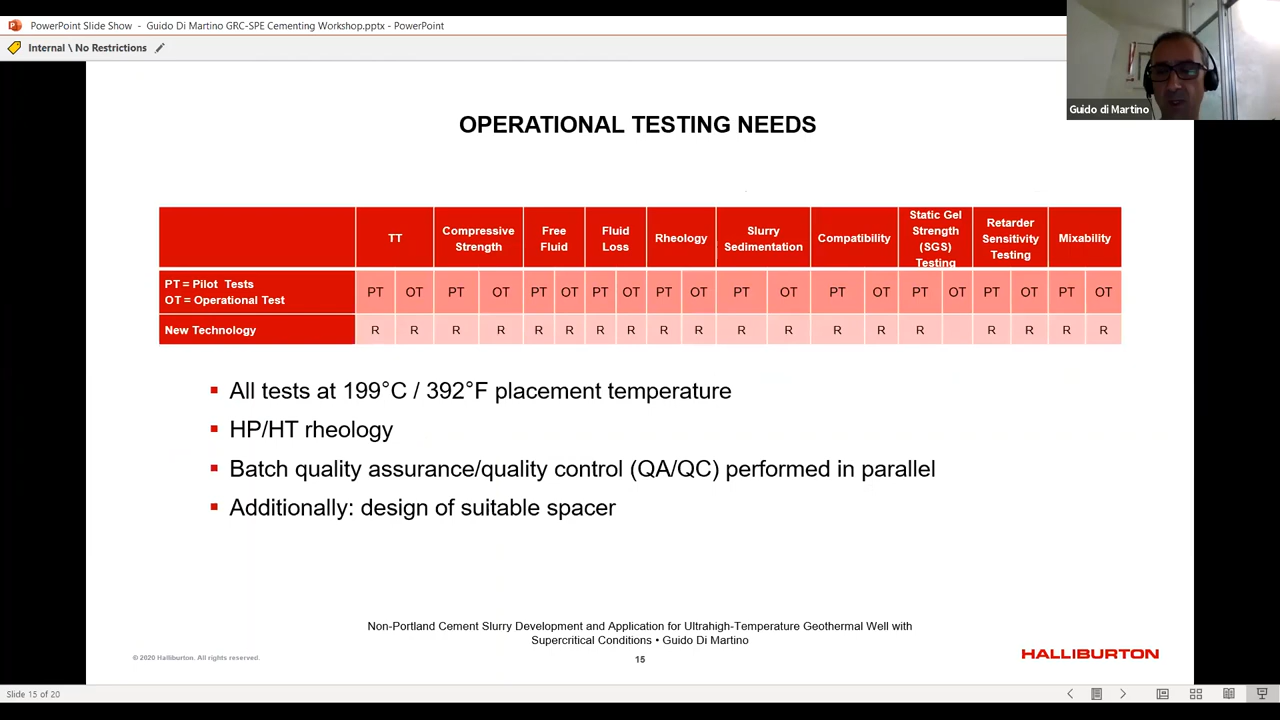 PowerPoint Slide Show - Guido Di Martino GRC-SPE Cementing Workshop.pptx - PowerPoint
Internal \ No Restrictions
Guido di Martino
OPERATIONAL TESTING NEEDS
TT
Compressive
Strength
Free
Fluid
Fluid
Loss
Rheology
Slurry
Sedimentation
Compatibility
Static Gel
Strength
(SGS)
Testing
Retarder
Sensitivity
Testing
Mixability
PT = Pilot Tests
OT = Operational Test
PT OT PT OT PT OT PT OT PT OT PT OT PT OT PT OT PT OT PT OT
New Technology R R R R R R R R R R R R R R R R R R R
▪ All tests at 199°C / 392°F placement temperature
▪ HP/HT rheology
▪ Batch quality assurance/quality control (QA/QC) performed in parallel
▪ Additionally: design of suitable spacer
Non-Portland Cement Slurry Development and Application for Ultrahigh-Temperature Geothermal Well with
Supercritical Conditions • Guido Di Martino
© 2020 Halliburton. All rights reserved.
15
HALLIBURTON
Slide 15 of 20